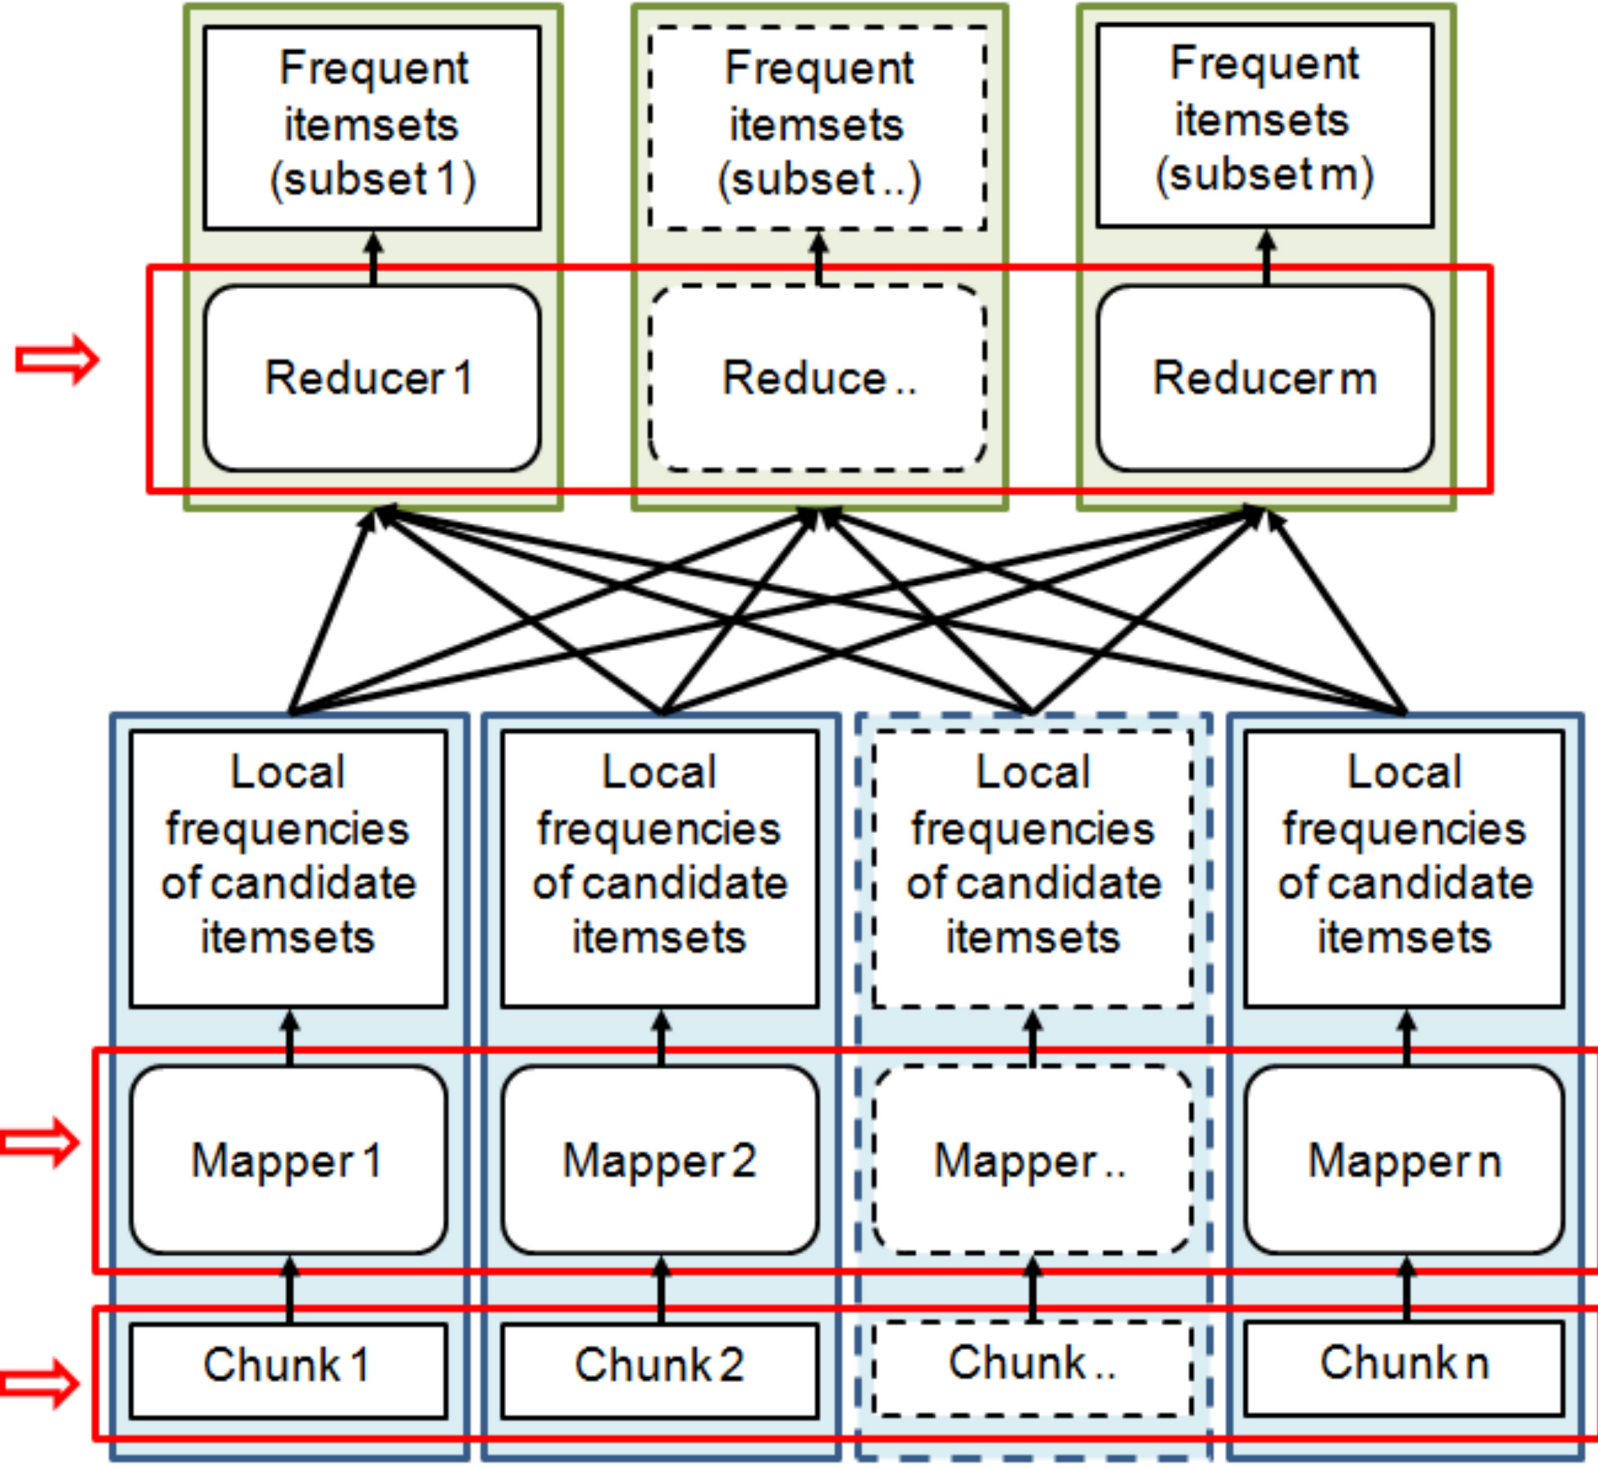 Frequent
itemsets
(subset 1)
Frequent
itemsets
(subset ..)
Frequent
itemsets
(subset m)
Reducer 1
Reduce ..
Reducer m
Local
frequencies
of candidate
itemsets
Local
frequencies
of candidate
itemsets
Local
frequencies
of candidate
itemsets
Local
frequencies
of candidate
itemsets
Mapper 1
Mapper 2
Mapper ..
Mapper n
Chunk 1
Chunk 2
Chunk ..
Chunk n